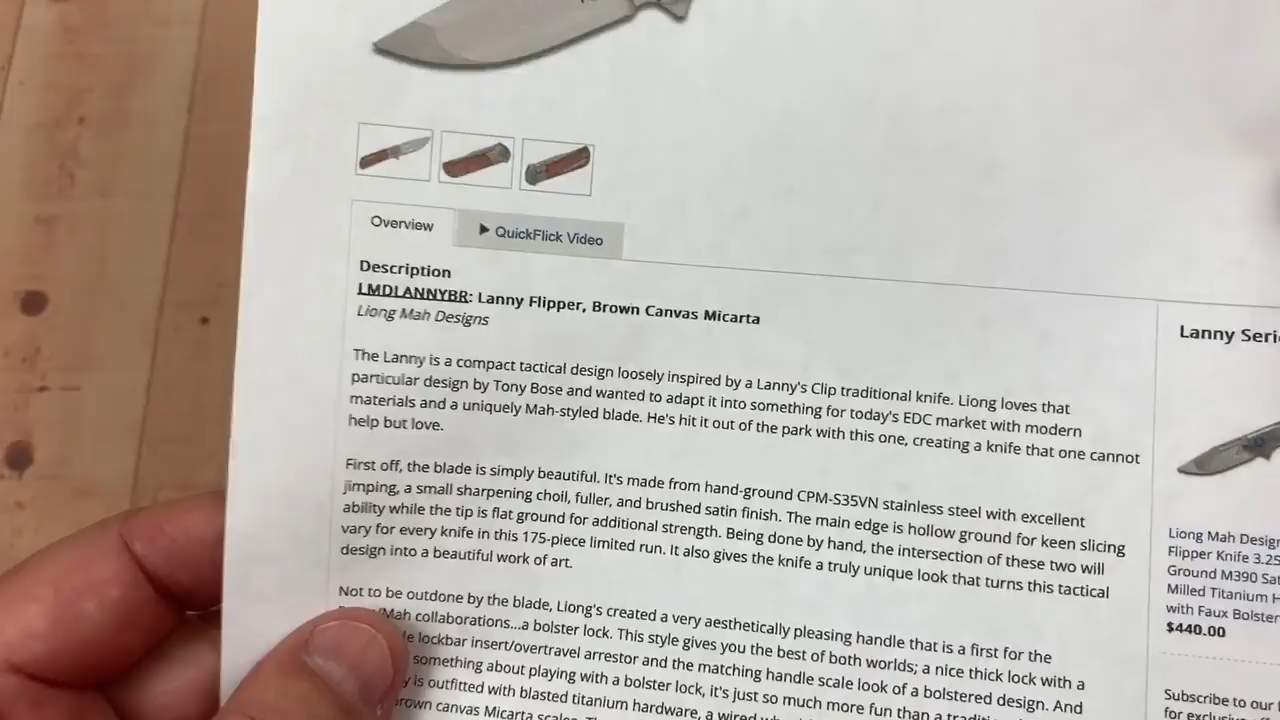 Overview
QuickFlick Video
Description
LMDLANNYBR: Lanny Flipper, Brown Canvas Micarta
Liong Mah Designs
The Lanny is a compact tactical design loosely inspired by a Lanny's Clip traditional knife. Liong loves that
particular design by Tony Bose and wanted to adapt it into something for today's EDC market with modern
materials and a uniquely Mah-styled blade. He's hit it out of the park with this one, creating a knife that one cannot
help but love.
First off, the blade is simply beautiful. It's made from hand-ground CPM-S35VN stainless steel with excellent
jimping, a small sharpening choil, fuller, and brushed satin finish. The main edge is hollow ground for keen slicing
ability while the tip is flat ground for additional strength. Being done by hand, the intersection of these two will
vary for every knife in this 175-piece limited run. It also gives the knife a truly unique look that turns this tactical
design into a beautiful work of art.
Not to be outdone by the blade, Liong's created a very aesthetically pleasing handle that is a first for the
/Mah collaborations...a bolster lock. This style gives you the best of both worlds; a nice thick lock with a
lockbar insert/overtravel arrestor and the matching handle scale look of a bolstered design. And
something about playing with a bolster lock, it's just so much more fun than a
is outfitted with blasted titanium hardware, a wired
brown canvas Micarta scales.
Lanny Seri
Liong Mah Design
Flipper Knife 3.25
Ground M390 Sat
Milled Titanium H
with Faux Bolster
$440.00
Subscribe to our
for exclusiv